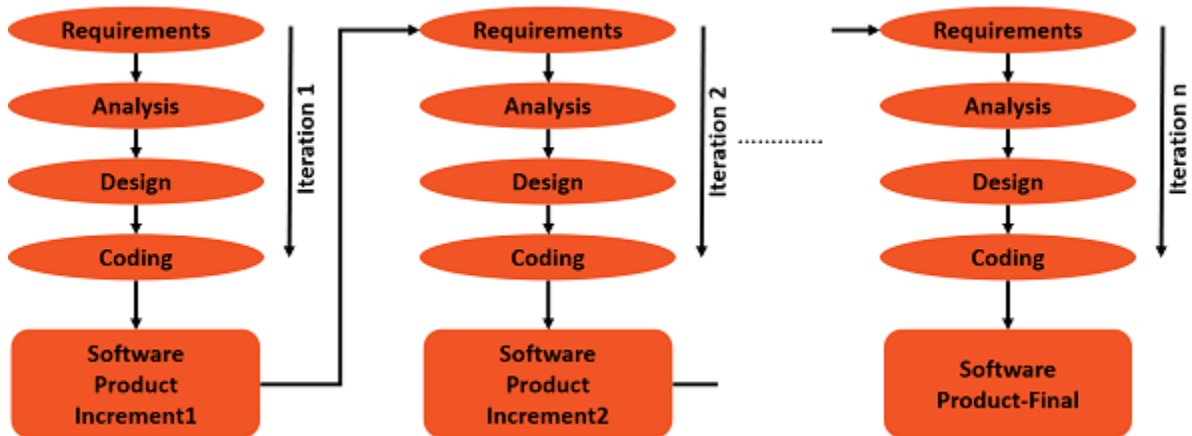 Requirements
Analysis
Design
Coding
Iteration 1
Software
Product
Increment1
Requirements
Analysis
Design
Coding
Iteration 2
Software
Product
Increment2
Requirements
Analysis
Design
Coding
Iteration n
Software
Product-Final